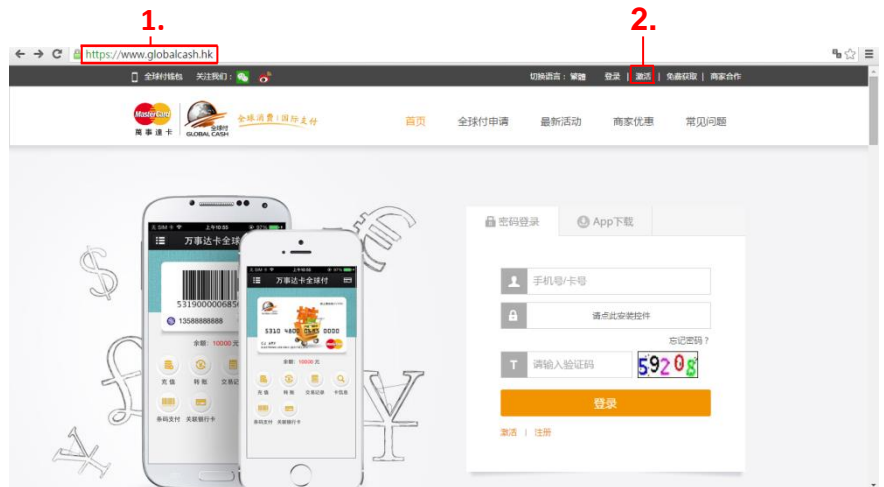 1.
2.
https://www.globalcash.hk
全球付钱包 关注我们：
切换语言：繁體 登录 | 激活 | 免费获取 | 商家合作
MasterCard
萬事達卡
全球付
GLOBAL CASH
全球消费|国际支付
首页 全球付申请 最新活动 商家优惠 常见问题
上午10:00
万事达卡全球
13588888888
余额：10000 元
充值 转账 交易记
条码支付 关联银行卡
万事达卡全球付
余额：10000 元
充值 转账 交易记录 卡信息
条码支付 关联银行卡
密码登录 App下载
手机号/卡号
请点此安装控件
忘记密码？
请输入验证码
59208
登录
激活 | 注册